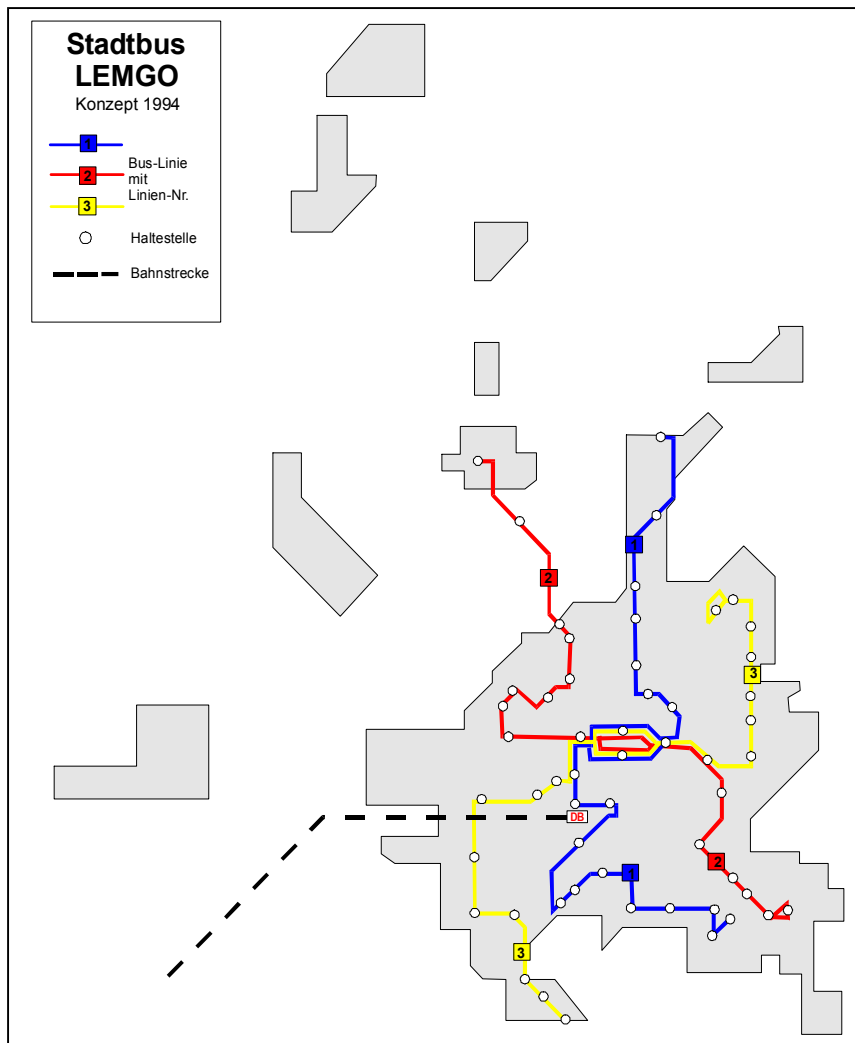 Stadtbus
LEMGO
Konzept 1994
1
Bus-Linie
2
mit
Linien-Nr.
3
Haltestelle
Bahnstrecke
1
2
3
DB
2
1
3